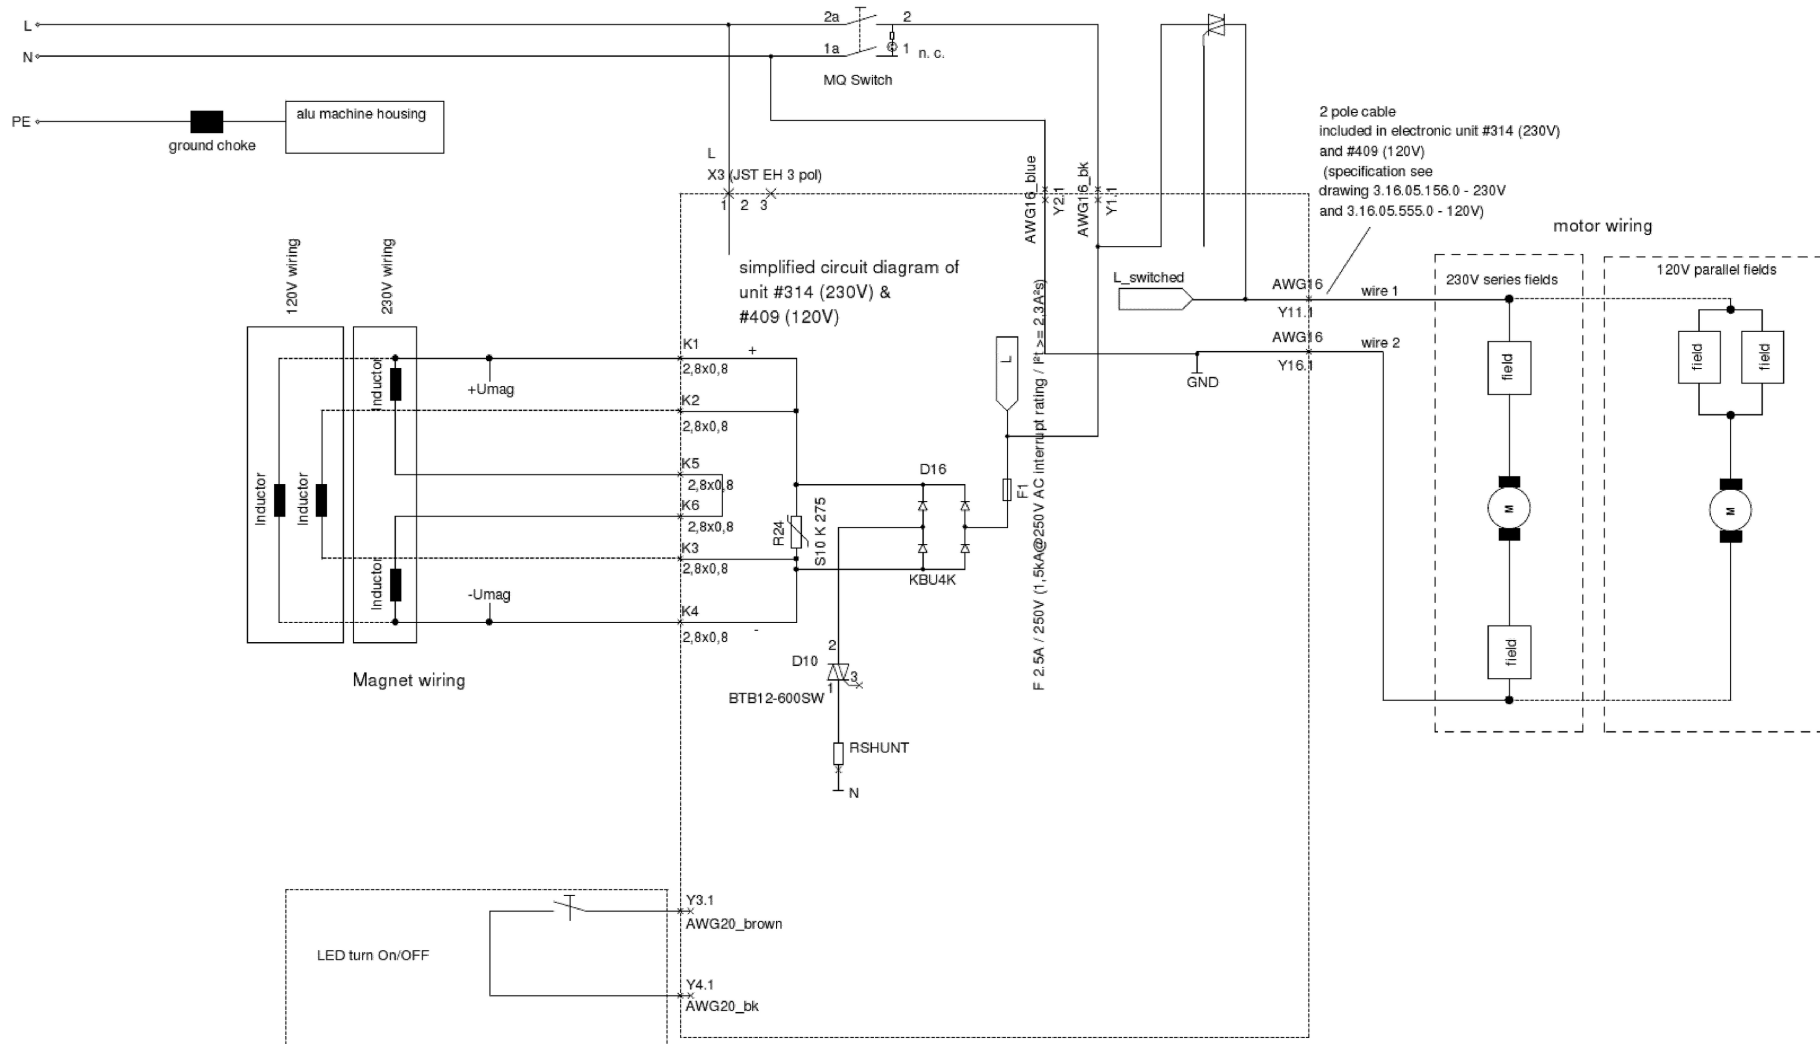 L
N
PE
ground choke
alu machine housing
2a
2
1a
1
n. c.
MQ Switch
L
X3 (JST EH 3 pol)
1
2
3
AWG16_blue
Y2.1
AWG16_bk
Y1.1
2 pole cable
included in electronic unit #314 (230V)
and #409 (120V)
(specification see
drawing 3.16.05.156.0 - 230V
and 3.16.05.555.0 - 120V)
motor wiring
230V series fields
120V parallel fields
simplified circuit diagram of
unit #314 (230V) &
#409 (120V)
L_switched
AWG16
wire 1
Y11.1
AWG16
wire 2
Y16.1
GND
L
120V wiring
230V wiring
Inductor
Inductor
Inductor
Inductor
+Umag
-Umag
Magnet wiring
K1
+
2,8x0,8
K2
2,8x0,8
K5
2,8x0,8
K6
2,8x0,8
K3
2,8x0,8
K4
-
2,8x0,8
R24
S10 K 275
D16
KBU4K
F1
F 2.5A / 250V (1,5kA@250V AC interrupt rating / I²t >= 2,3A²s)
2
D10
3
1
BTB12-600SW
RSHUNT
N
field
M
field
field
field
M
Y3.1
AWG20_brown
LED turn On/OFF
Y4.1
AWG20_bk